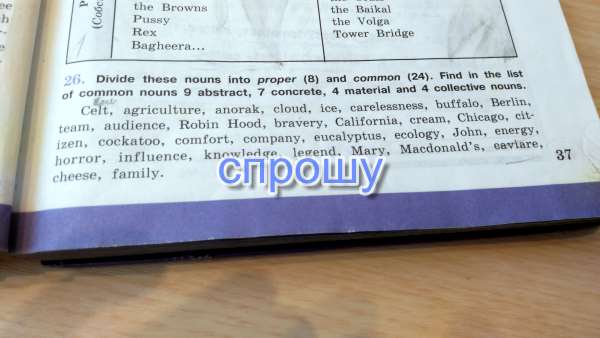 the Browns
Pussy
Rex
Bagheera...
the Baikal
the Volga
Tower Bridge
26. Divide these nouns into proper (8) and common (24). Find in the list
of common nouns 9 abstract, 7 concrete, 4 material and 4 collective nouns.
Celt, agriculture, anorak, cloud, ice, carelessness, buffalo, Berlin,
team, audience, Robin Hood, bravery, California, cream, Chicago, cit-
izen, cockatoo, comfort, company, eucalyptus, ecology, John, energy,
horror, influence, knowledge, legend, Mary, Macdonald's, caviare,
cheese, family.
37
спрошу